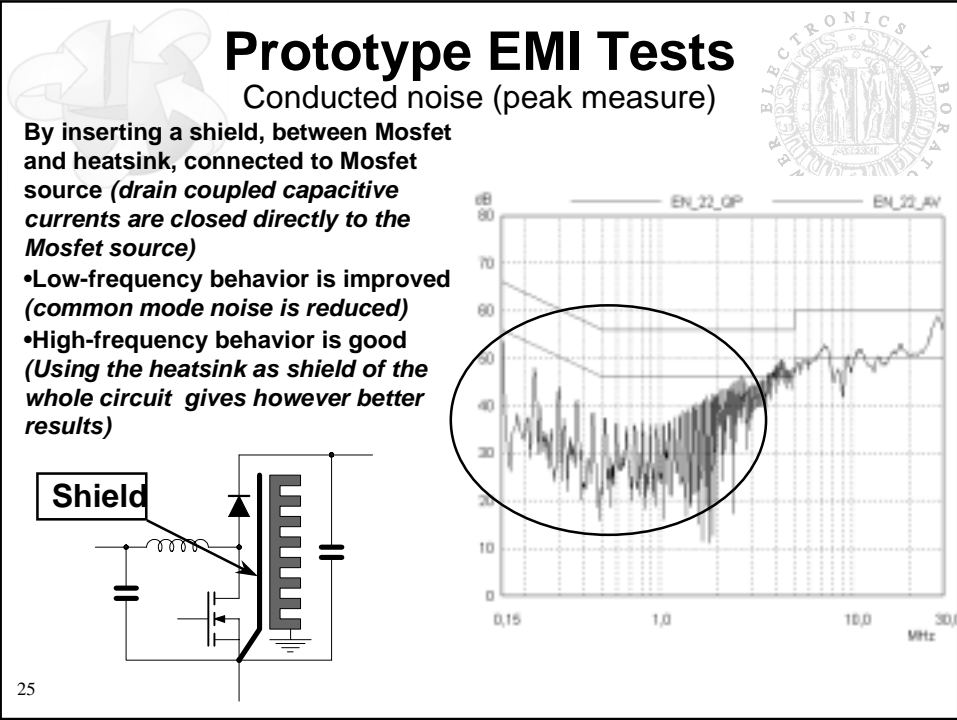 Prototype EMI Tests
Conducted noise (peak measure)
By inserting a shield, between Mosfet
and heatsink, connected to Mosfet
source (drain coupled capacitive
currents are closed directly to the
Mosfet source)
•Low-frequency behavior is improved
(common mode noise is reduced)
•High-frequency behavior is good
(Using the heatsink as shield of the
whole circuit gives however better
results)
Shield
dB
EN_22_QP
EN_22_AV
80
70
60
50
40
30
20
10
0
0,15
1,0
10,0
30,0
MHz
25